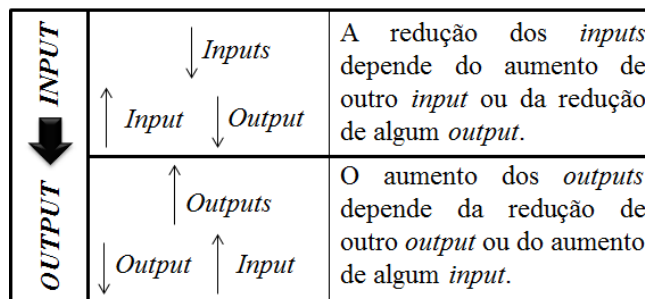 INPUT
Inputs
Input Output
A redução dos inputs
depende do aumento de
outro input ou da redução
de algum output.
OUTPUT
Outputs
Output Input
O aumento dos outputs
depende da redução de
outro output ou do aumento
de algum input.